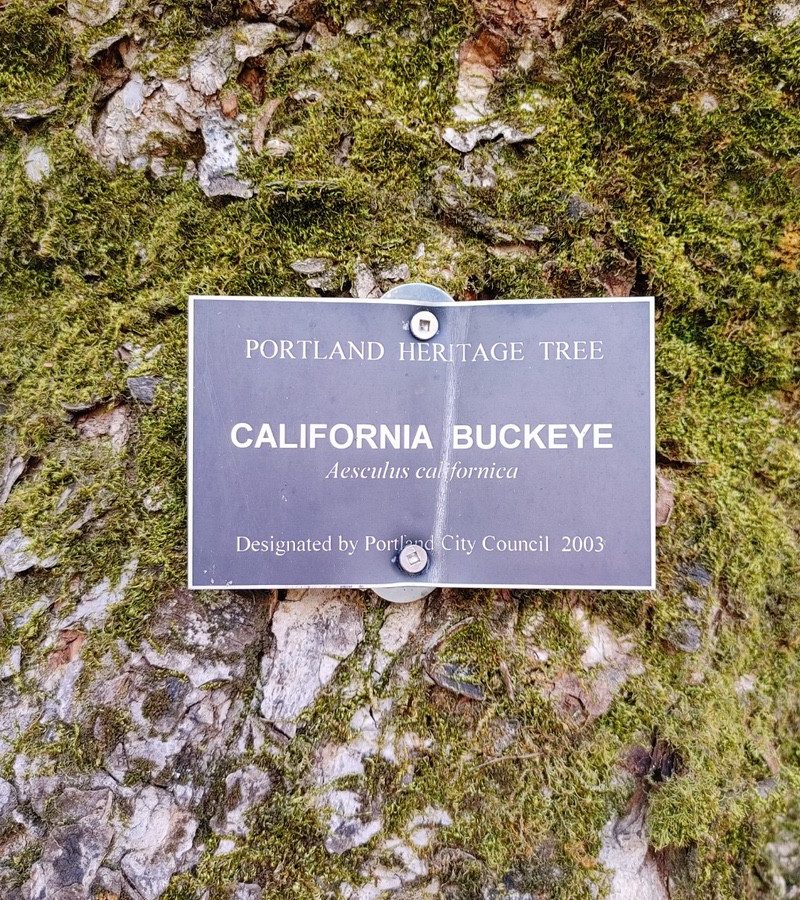 PORTLAND HERITAGE TREE
CALIFORNIA BUCKEYE
Aesculus californica
Designated by Portland City Council 2003